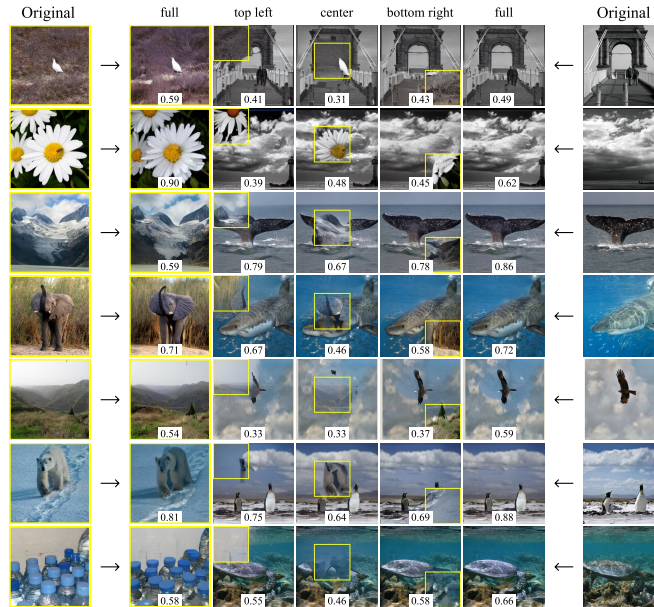 Original full top left center bottom right full Original
0.59 0.41 0.31 0.43 0.49
0.90 0.39 0.48 0.45 0.62
0.59 0.79 0.67 0.78 0.86
0.71 0.67 0.46 0.58 0.72
0.54 0.33 0.33 0.37 0.59
0.81 0.75 0.64 0.69 0.88
0.58 0.55 0.46 0.58 0.66